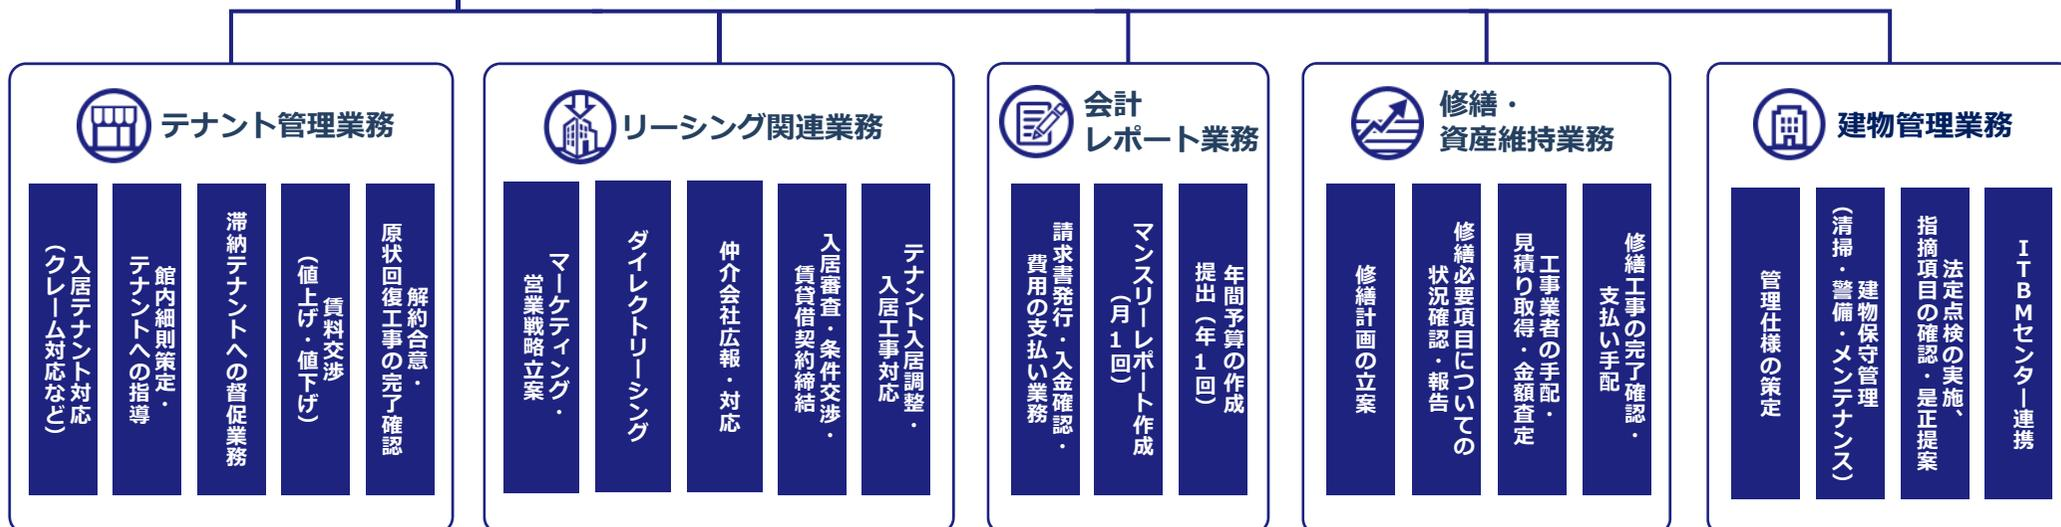 テナント管理業務
入居テナント対応
(クレーム対応など)
館内細則策定・
テナントへの指導
滞納テナントへの督促業務
賃料交渉
(値上げ・値下げ)
解約合意・
原状回復工事の完了確認
リーシング関連業務
マーケティング・
営業戦略立案
ダイレクトリーシング
仲介会社広報・対応
入居審査・条件交渉・
賃貸借契約締結
テナント入居調整・
入居工事対応
会計
レポート業務
請求書発行・入金確認・
費用の支払い業務
マンスリーレポート作成
(月1回)
年間予算の作成
提出(年1回)
修繕・
資産維持業務
修繕計画の立案
修繕必要項目についての
状況確認・報告
工事業者の手配・
見積り取得・金額査定
修繕工事の完了確認・
支払い手配
建物管理業務
管理仕様の策定
建物保守管理
(清掃・警備・メンテナンス)
法定点検の実施、
指摘項目の確認・是正提案
ITBMセンター連携